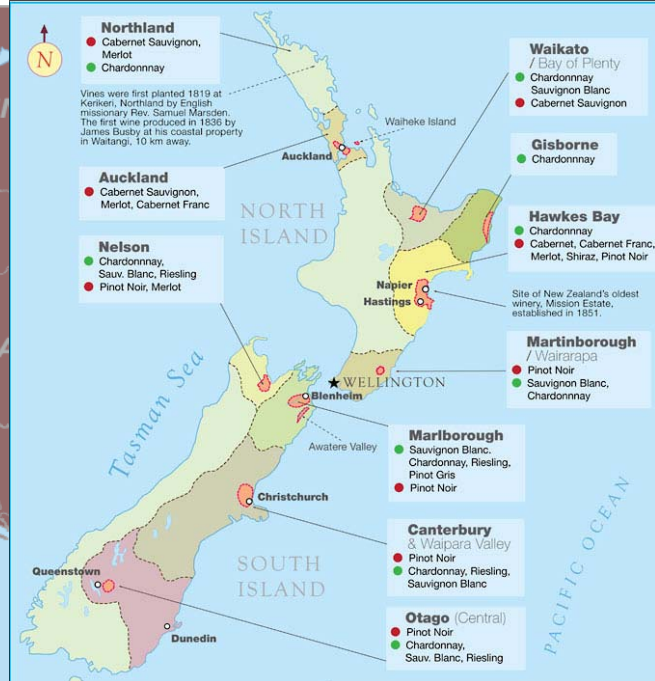 Northland
Cabernet Sauvignon,
Merlot
Chardonnnay
Vines were first planted 1819 at
Kerikeri, Northland by English
missionary Rev. Samuel Marsden.
The first wine produced in 1836 by
James Busby at his coastal property
in Waitangi, 10 km away.
N
Waikato
/ Bay of Plenty
Chardonnnay
Sauvignon Blanc
Cabernet Sauvignon
Waiheke Island
Auckland
Gisborne
Chardonnnay
Auckland
Cabernet Sauvignon,
Merlot, Cabernet Franc
NORTH
ISLAND
Hawkes Bay
Chardonnnay
Cabernet, Cabernet Franc,
Merlot, Shiraz, Pinot Noir
Nelson
Chardonnnay,
Sauv. Blanc, Riesling
Pinot Noir, Merlot
Napier
Hastings
Site of New Zealand's oldest
winery, Mission Estate,
established in 1851.
Martinborough
/ Wairarapa
Pinot Noir
Sauvignon Blanc,
Chardonnnay
Tasman Sea
WELLINGTON
Blenheim
Awatere Valley
Marlborough
Sauvignon Blanc.
Chardonnay, Riesling,
Pinot Gris
Pinot Noir
Christchurch
Canterbury
& Waipara Valley
Pinot Noir
Chardonnay, Riesling,
Sauvignon Blanc
SOUTH
ISLAND
PACIFIC OCEAN
Queenstown
Dunedin
Otago (Central)
Pinot Noir
Chardonnay,
Sauv. Blanc, Riesling